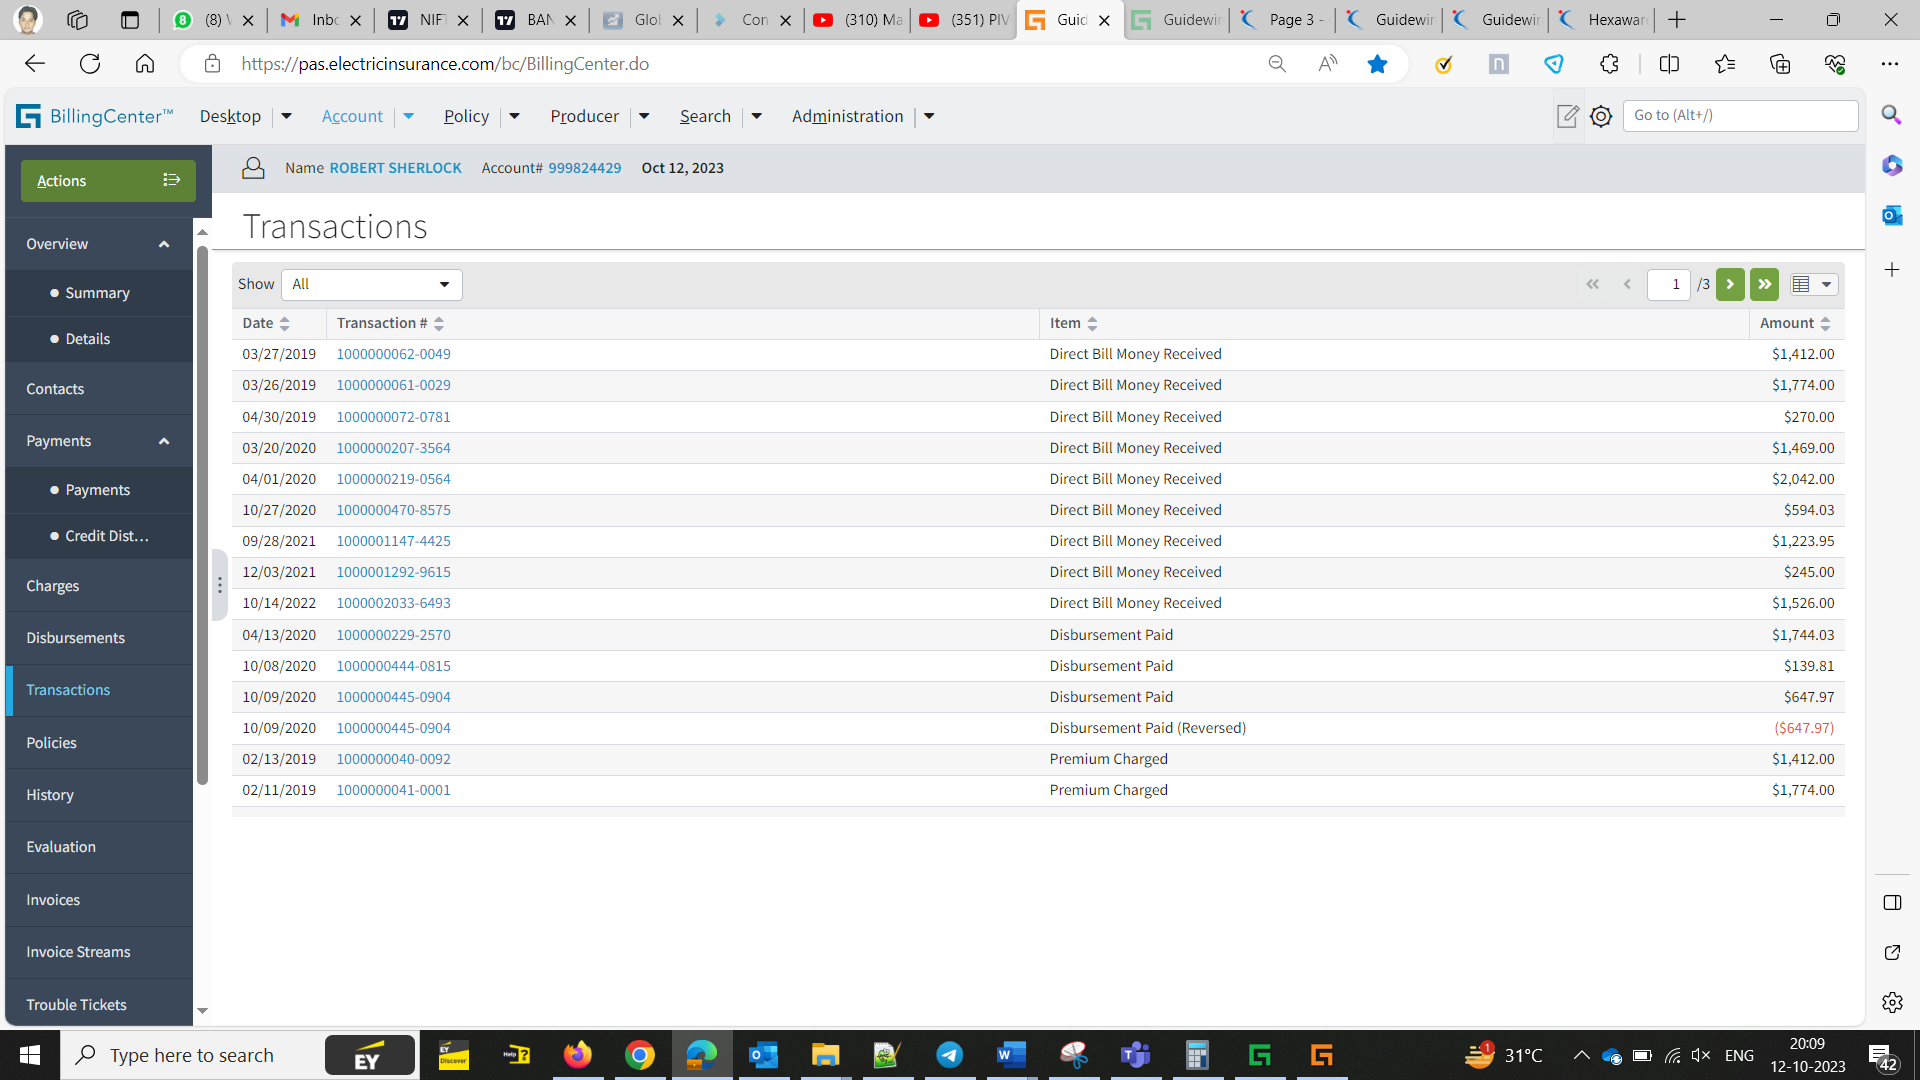 (8) Inbo NIFT BAN Glol Con (310) Ma (351) PIV Guid Guidewir Page 3 - Guidewir Guidewir Hexaware
https://pas.electricinsurance.com/bc/BillingCenter.do
BillingCenter™ Desktop Account Policy Producer Search Administration Go to (Alt+/)
Actions
Name ROBERT SHERLOCK Account# 999824429 Oct 12, 2023
Overview
Summary
Details
Contacts
Payments
Payments
Credit Dist...
Charges
Disbursements
Transactions
Policies
History
Evaluation
Invoices
Invoice Streams
Trouble Tickets
Transactions
Show All 1 /3
Date Transaction # Item Amount
03/27/2019 1000000062-0049 Direct Bill Money Received $1,412.00
03/26/2019 1000000061-0029 Direct Bill Money Received $1,774.00
04/30/2019 1000000072-0781 Direct Bill Money Received $270.00
03/20/2020 1000000207-3564 Direct Bill Money Received $1,469.00
04/01/2020 1000000219-0564 Direct Bill Money Received $2,042.00
10/27/2020 1000000470-8575 Direct Bill Money Received $594.03
09/28/2021 1000001147-4425 Direct Bill Money Received $1,223.95
12/03/2021 1000001292-9615 Direct Bill Money Received $245.00
10/14/2022 1000002033-6493 Direct Bill Money Received $1,526.00
04/13/2020 1000000229-2570 Disbursement Paid $1,744.03
10/08/2020 1000000444-0815 Disbursement Paid $139.81
10/09/2020 1000000445-0904 Disbursement Paid $647.97
10/09/2020 1000000445-0904 Disbursement Paid (Reversed) ($647.97)
02/13/2019 1000000040-0092 Premium Charged $1,412.00
02/11/2019 1000000041-0001 Premium Charged $1,774.00
Type here to search EY EY Discover Help ? 1 31°C ENG 20:09
12-10-2023 42